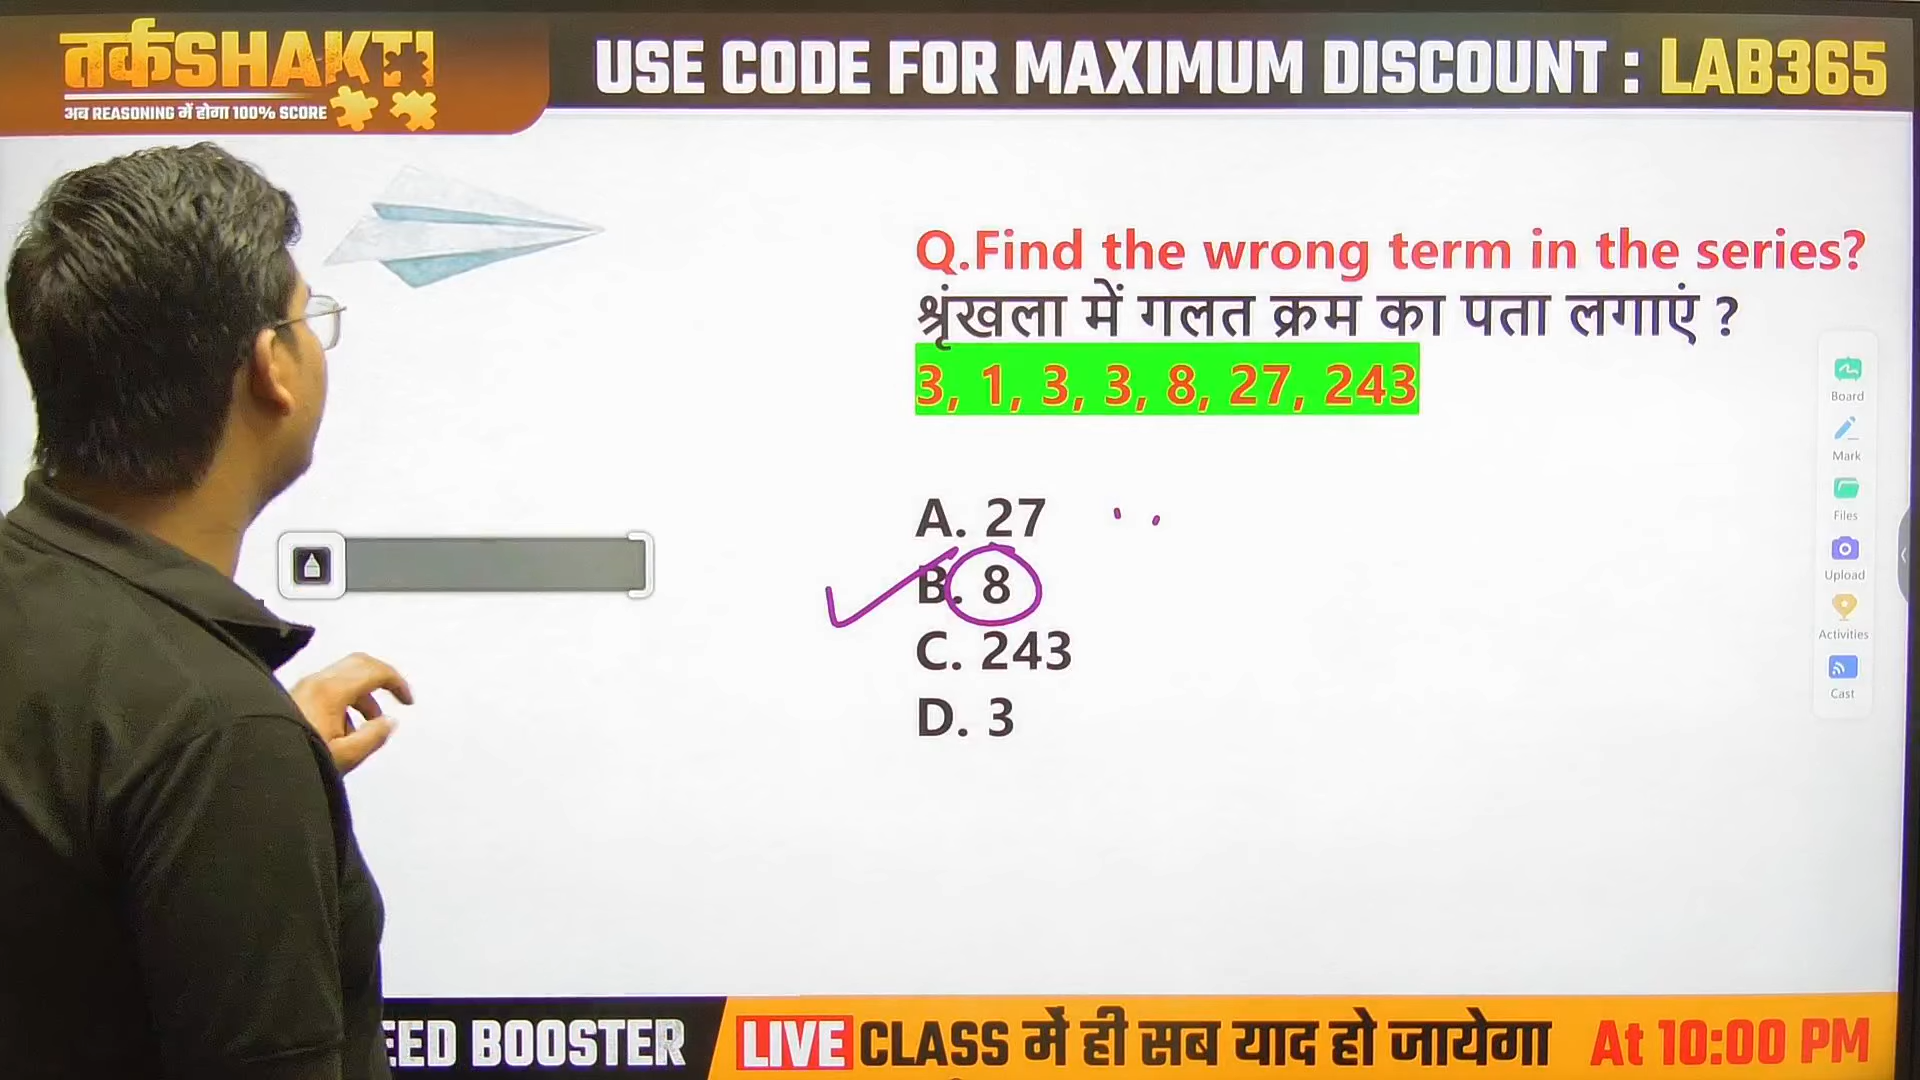 तर्कSHAKTI
अब REASONING में होगा 100% SCORE
USE CODE FOR MAXIMUM DISCOUNT : LAB365
Q.Find the wrong term in the series?
श्रृंखला में गलत क्रम का पता लगाएं ?
3, 1, 3, 3, 8, 27, 243
A. 27
B. 8
C. 243
D. 3
Board
Mark
Files
Upload
Activities
Cast
EED BOOSTER
LIVE CLASS में ही सब याद हो जायेगा At 10:00 PM